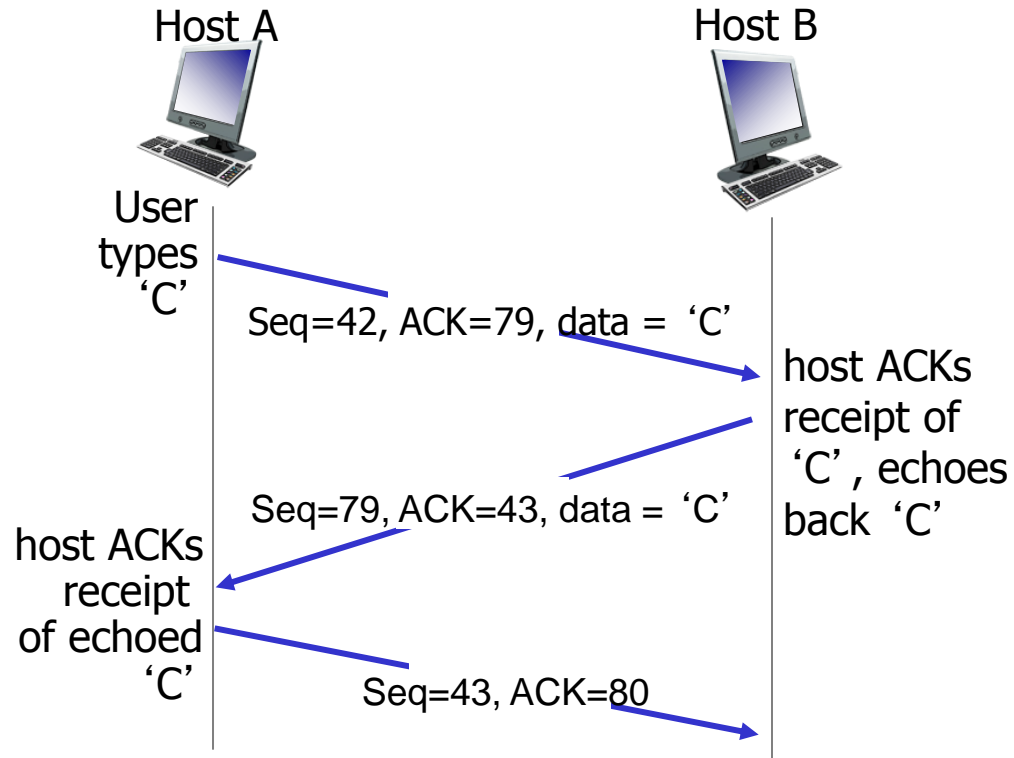 Host A
Host B
User
types
‘C’
Seq=42, ACK=79, data = ‘C’
host ACKs
receipt of
‘C’, echoes
back ‘C’
Seq=79, ACK=43, data = ‘C’
host ACKs
receipt
of echoed
‘C’
Seq=43, ACK=80